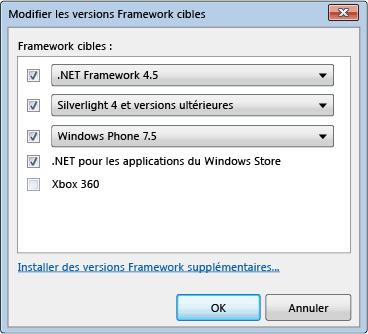 Modifier les versions Framework cibles
Framework cibles :
.NET Framework 4.5
Silverlight 4 et versions ultérieures
Windows Phone 7.5
.NET pour les applications du Windows Store
Xbox 360
Installer des versions Framework supplémentaires...
OK
Annuler